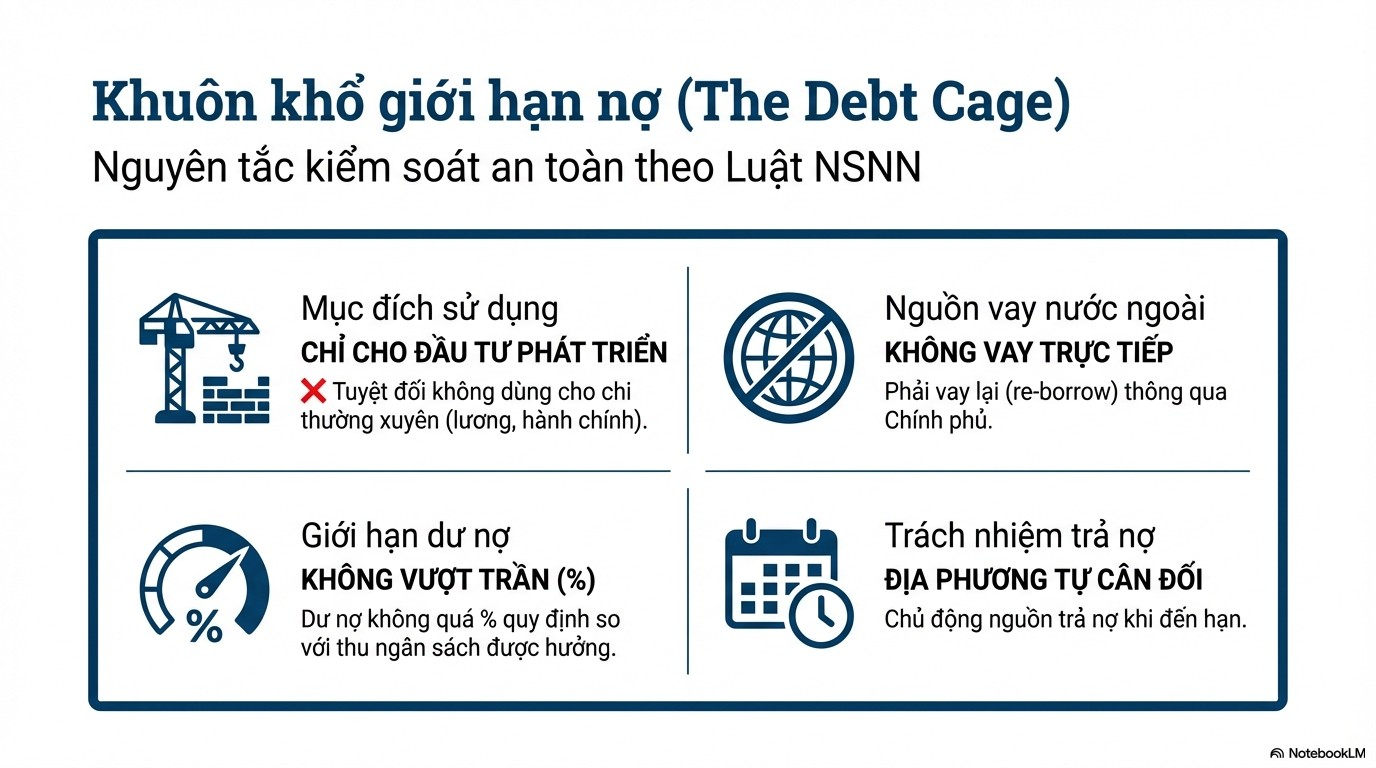 Khuôn khổ giới hạn nợ (The Debt Cage)
Nguyên tắc kiểm soát an toàn theo Luật NSNN
Mục đích sử dụng
CHỈ CHO ĐẦU TƯ PHÁT TRIỂN
❌ Tuyệt đối không dùng cho chi
thường xuyên (lương, hành chính).
Nguồn vay nước ngoài
KHÔNG VAY TRỰC TIẾP
Phải vay lại (re-borrow) thông qua
Chính phủ.
Giới hạn dư nợ
KHÔNG VƯỢT TRẦN (%)
Dư nợ không quá % quy định so
với thu ngân sách được hưởng.
%
Trách nhiệm trả nợ
ĐỊA PHƯƠNG TỰ CÂN ĐỐI
Chủ động nguồn trả nợ khi đến hạn.
NotebookLM